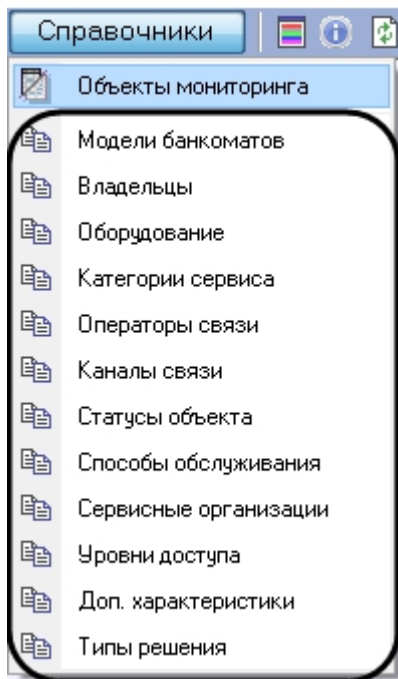 Справочники
Объекты мониторинга
Модели банкоматов
Владельцы
Оборудование
Категории сервиса
Операторы связи
Каналы связи
Статусы объекта
Способы обслуживания
Сервисные организации
Уровни доступа
Доп. характеристики
Типы решения